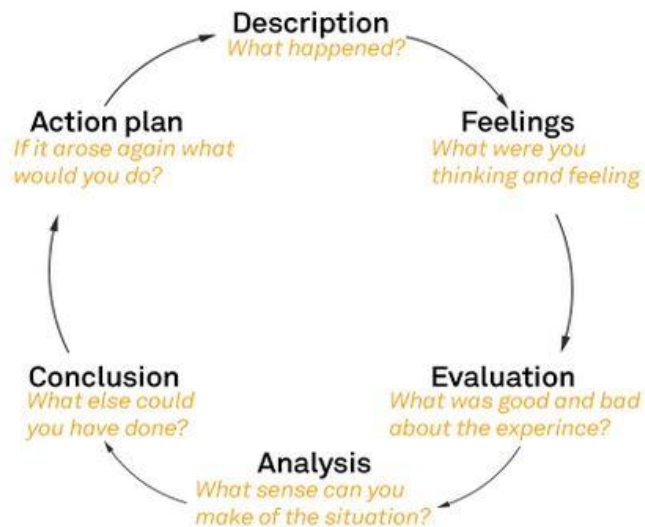 Description
What happened?
Feelings
What were you
thinking and feeling
Evaluation
What was good and bad
about the experince?
Analysis
What sense can you
make of the situation?
Conclusion
What else could
you have done?
Action plan
If it arose again what
would you do?